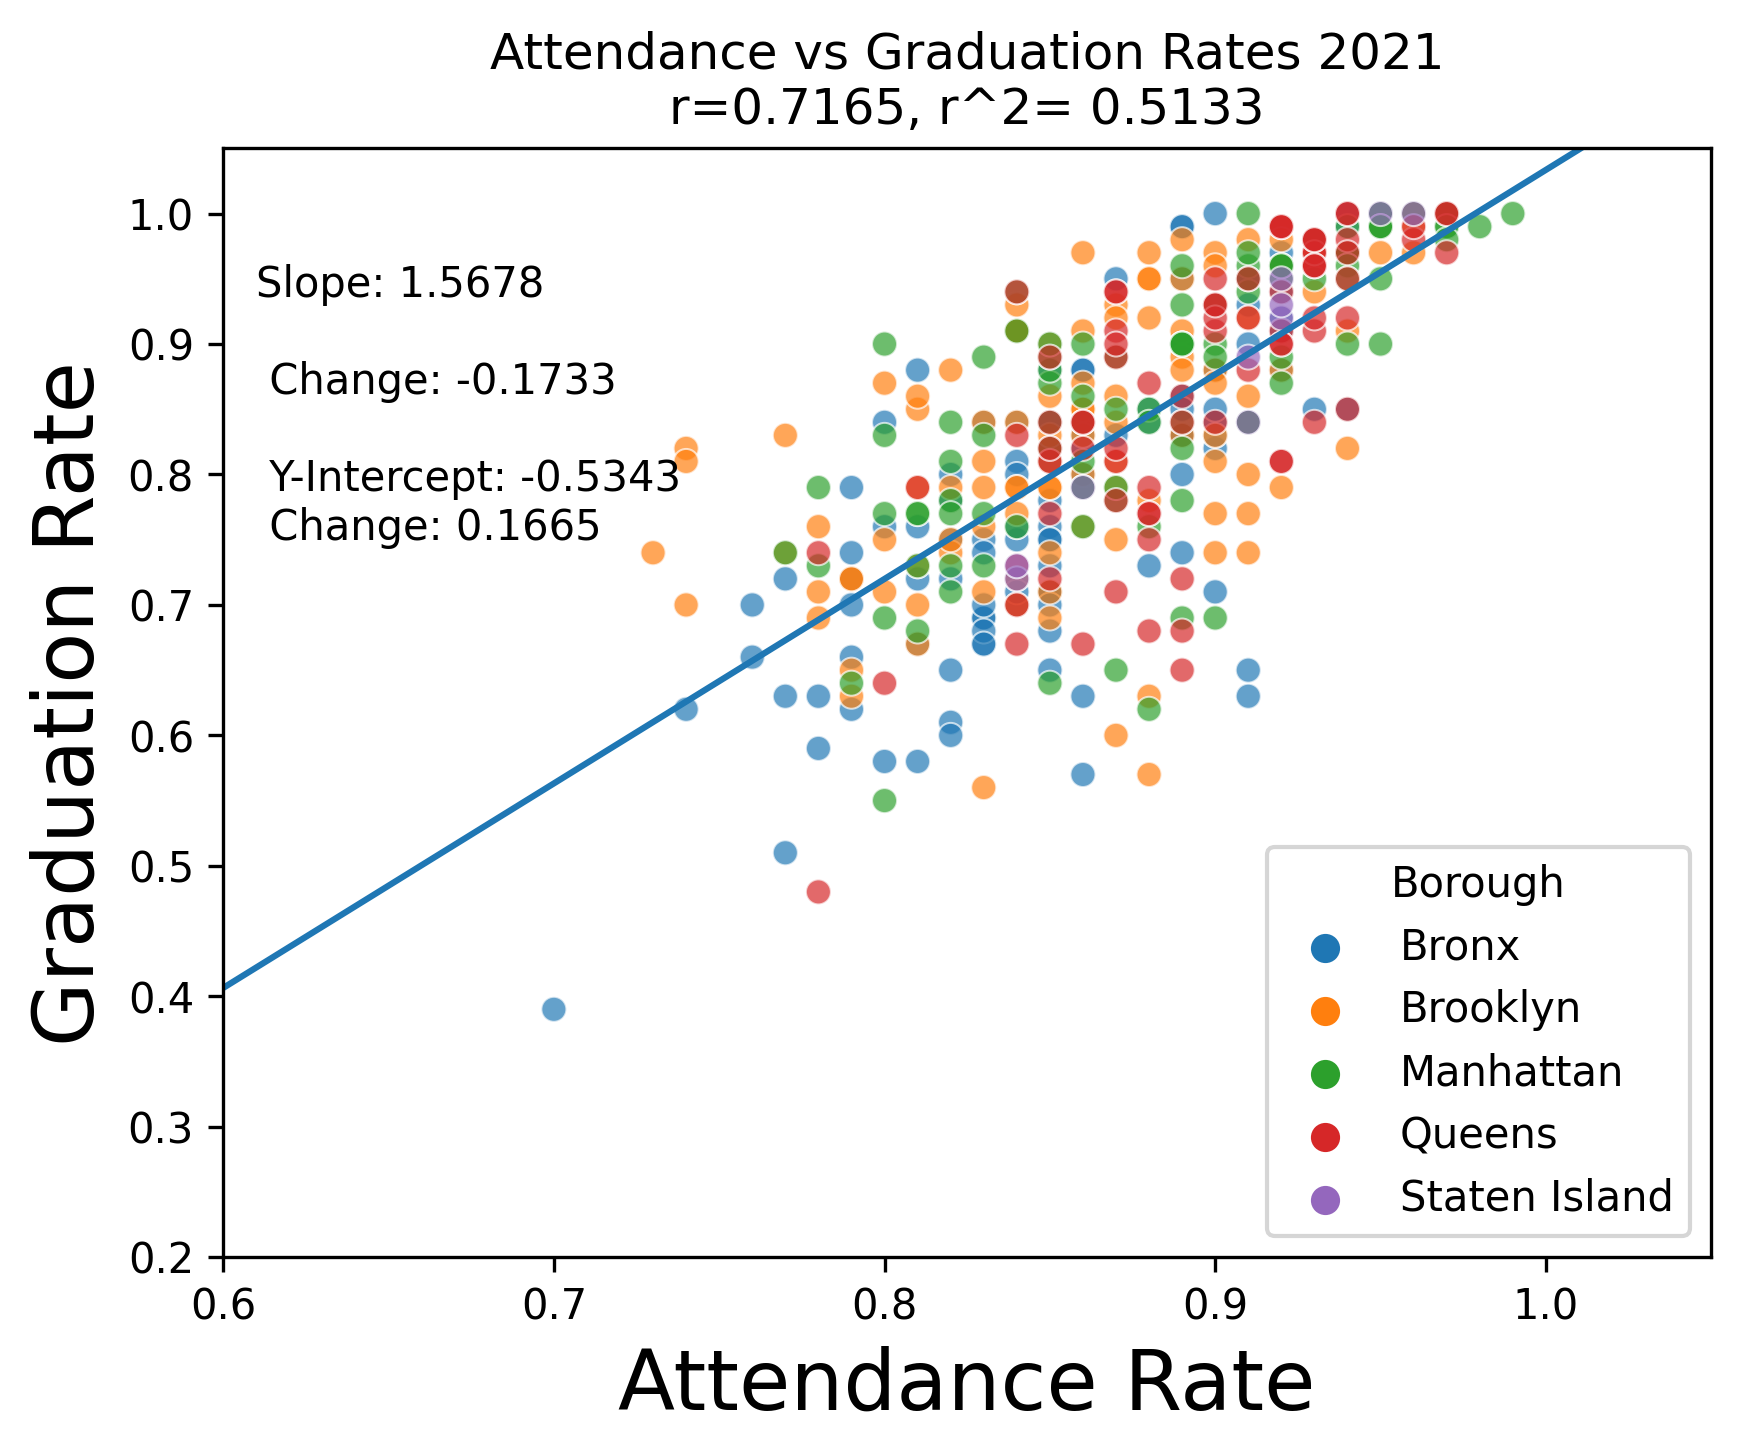 Attendance vs Graduation Rates 2021
r=0.7165, r^2= 0.5133
Slope: 1.5678
Change: -0.1733
Y-Intercept: -0.5343
Change: 0.1665
Graduation Rate
1.0
0.9
0.8
0.7
0.6
0.5
0.4
0.3
0.2
Borough
Bronx
Brooklyn
Manhattan
Queens
Staten Island
0.6 0.7 0.8 0.9 1.0
Attendance Rate